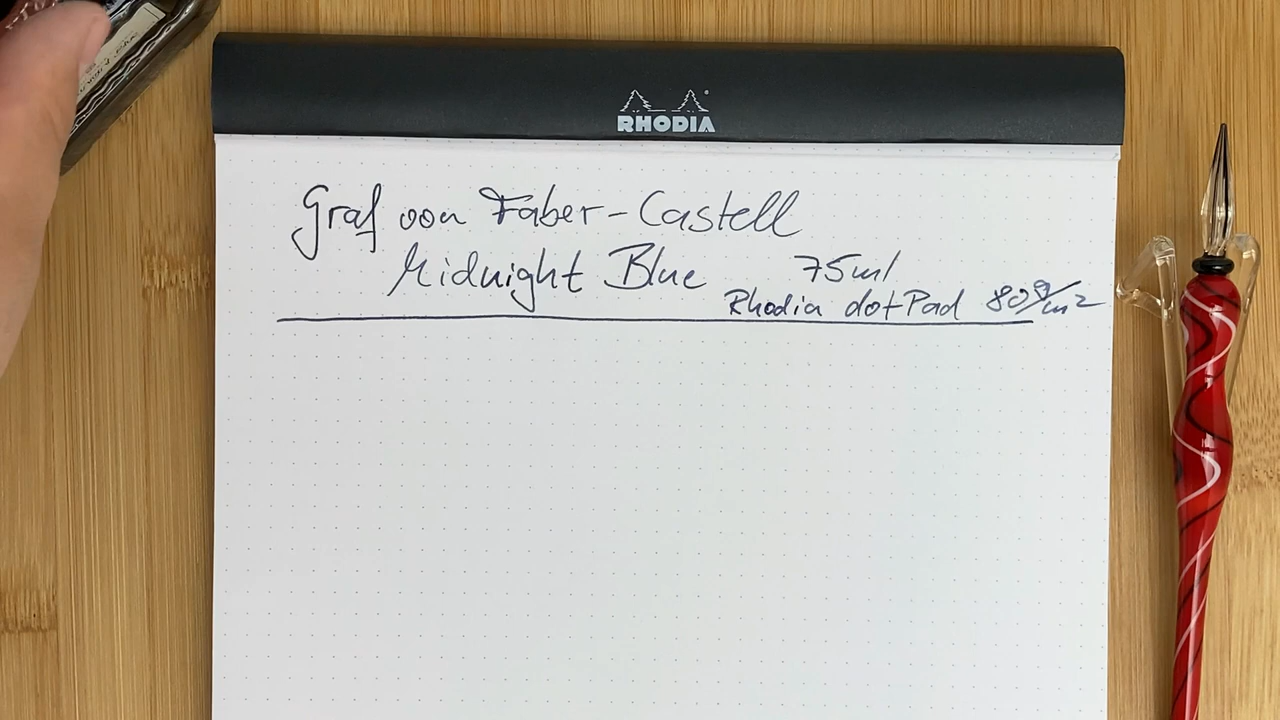 RHODIA
Graf von Faber-Castell
Midnight Blue 75ml
Rhodia dotPad 80g/m²